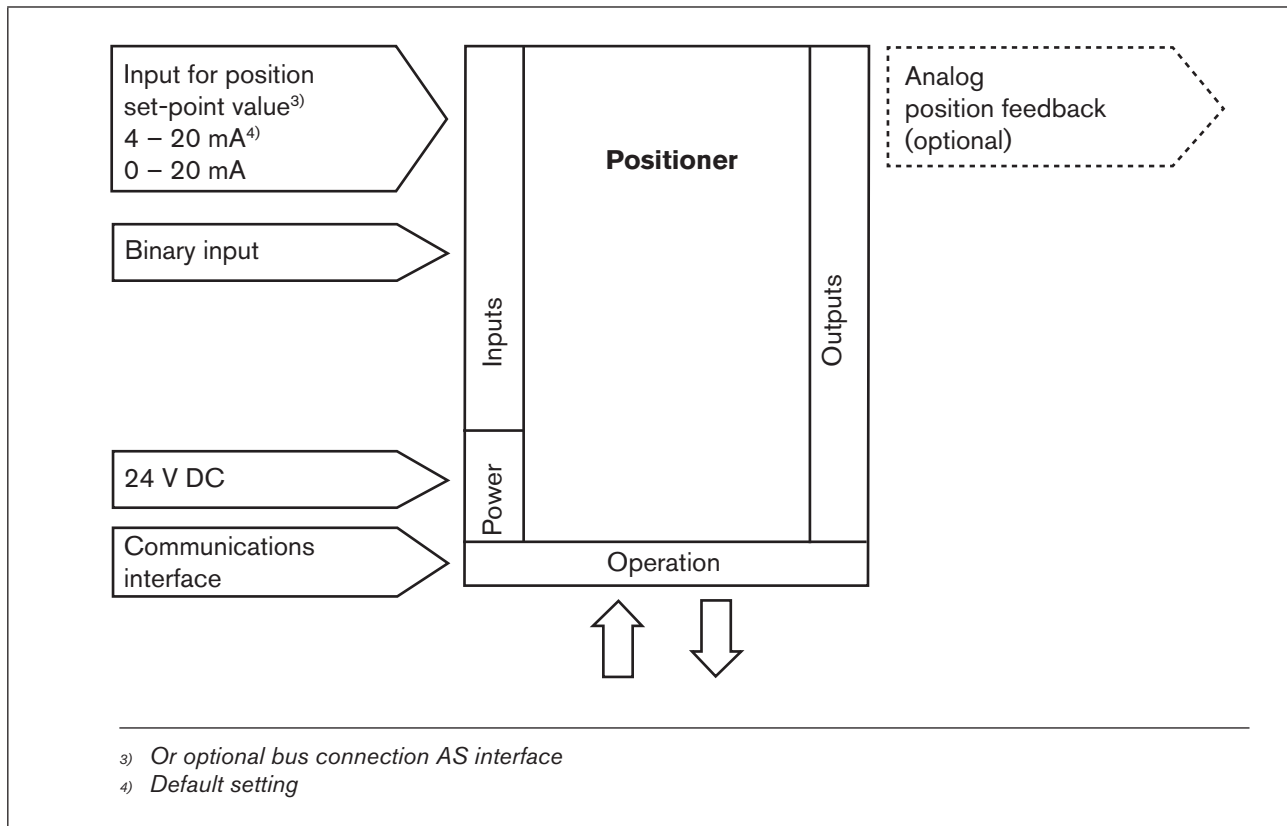 Input for position
set-point value3)
4 – 20 mA4)
0 – 20 mA
Binary input
24 V DC
Communications
interface
Inputs
Power
Positioner
Outputs
Operation
Analog
position feedback
(optional)
3) Or optional bus connection AS interface
4) Default setting